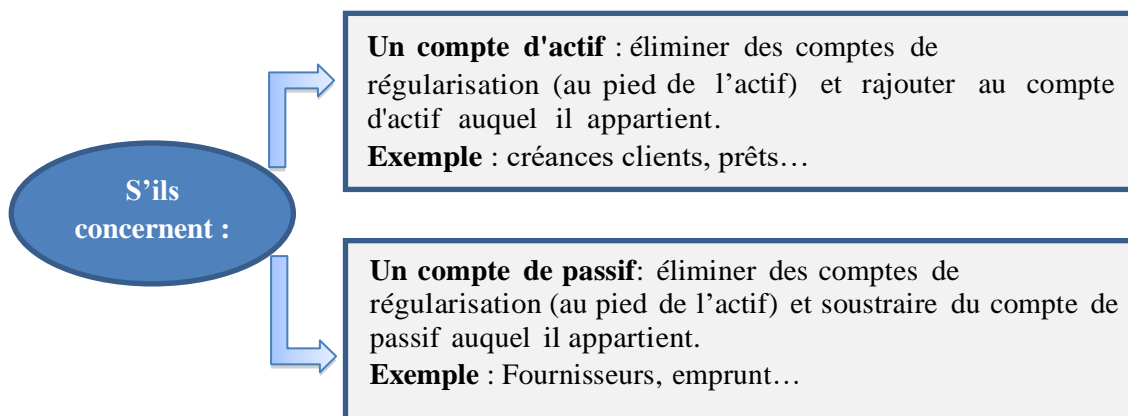 S'ils
concernent :
Un compte d'actif : éliminer des comptes de
régularisation (au pied de l'actif) et rajouter au compte
d'actif auquel il appartient.
Exemple : créances clients, prêts…
Un compte de passif: éliminer des comptes de
régularisation (au pied de l'actif) et soustraire du compte de
passif auquel il appartient.
Exemple : Fournisseurs, emprunt…